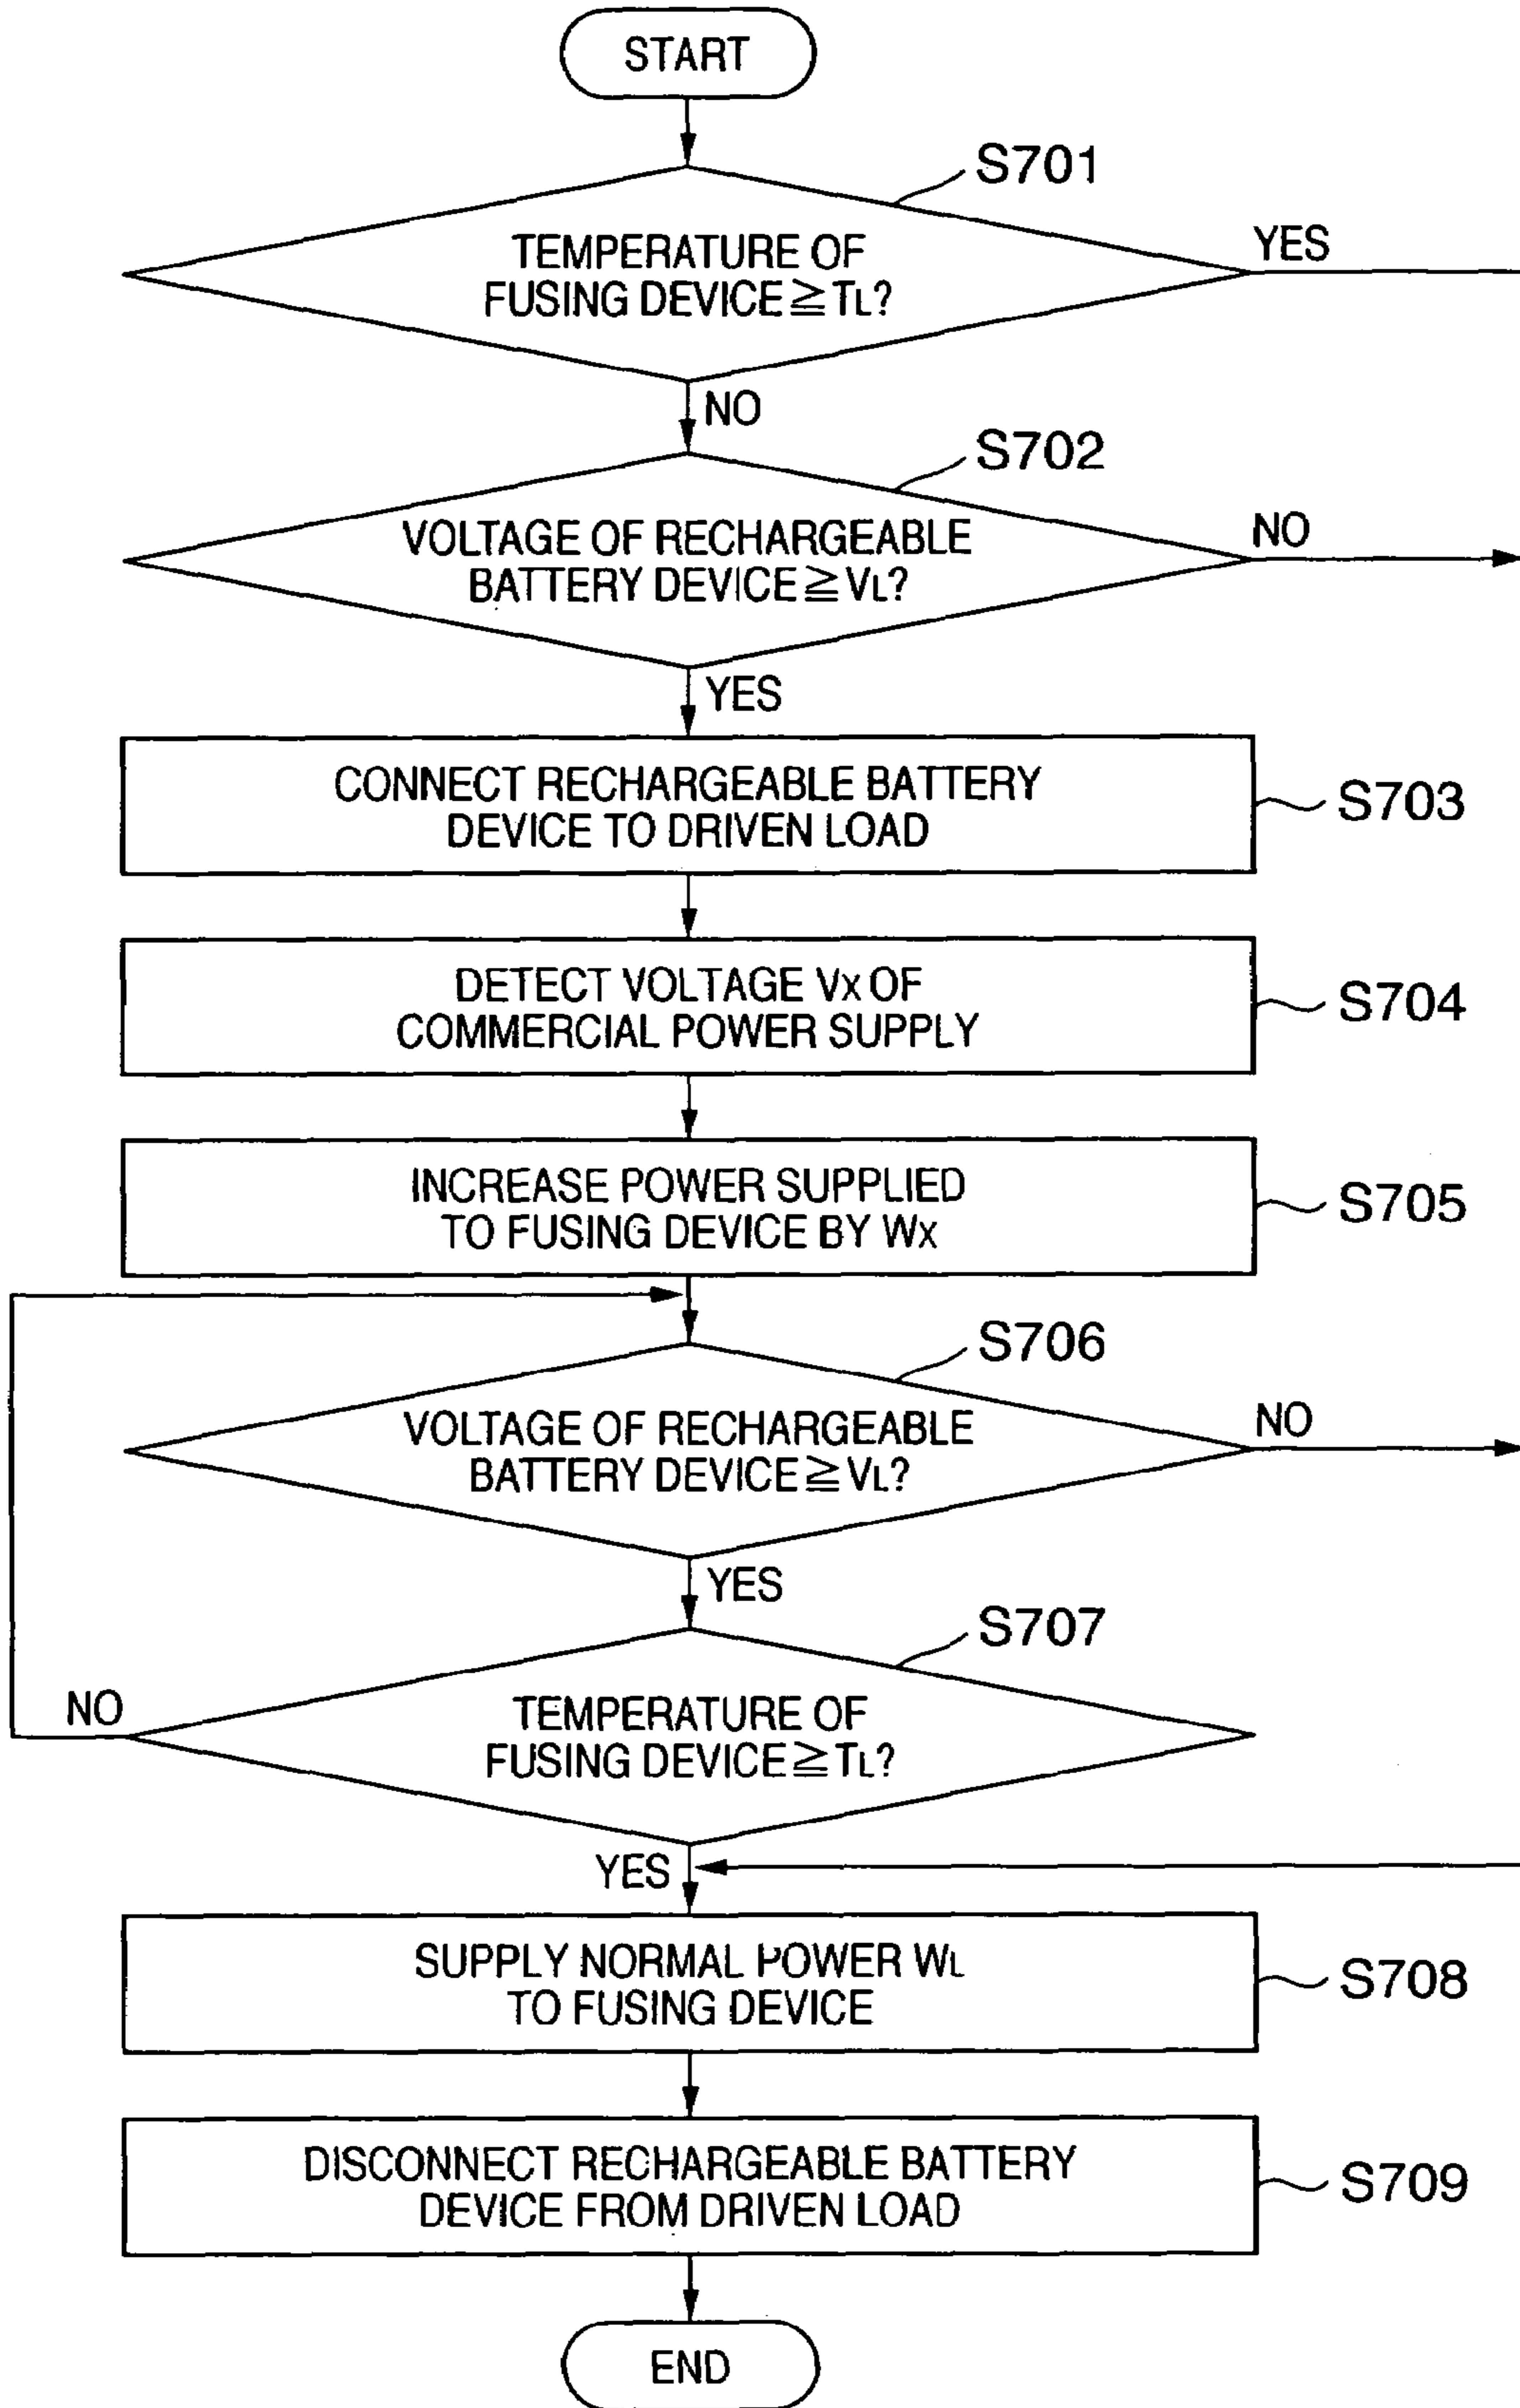 START
S701
TEMPERATURE OF
FUSING DEVICE ≧ TL?
YES
NO
S702
VOLTAGE OF RECHARGEABLE
BATTERY DEVICE ≧ VL?
NO
YES
CONNECT RECHARGEABLE BATTERY
DEVICE TO DRIVEN LOAD
S703
DETECT VOLTAGE VX OF
COMMERCIAL POWER SUPPLY
S704
INCREASE POWER SUPPLIED
TO FUSING DEVICE BY WX
S705
S706
VOLTAGE OF RECHARGEABLE
BATTERY DEVICE ≧ VL?
NO
YES
S707
NO
TEMPERATURE OF
FUSING DEVICE ≧ TL?
YES
SUPPLY NORMAL POWER WL
TO FUSING DEVICE
S708
DISCONNECT RECHARGEABLE BATTERY
DEVICE FROM DRIVEN LOAD
S709
END